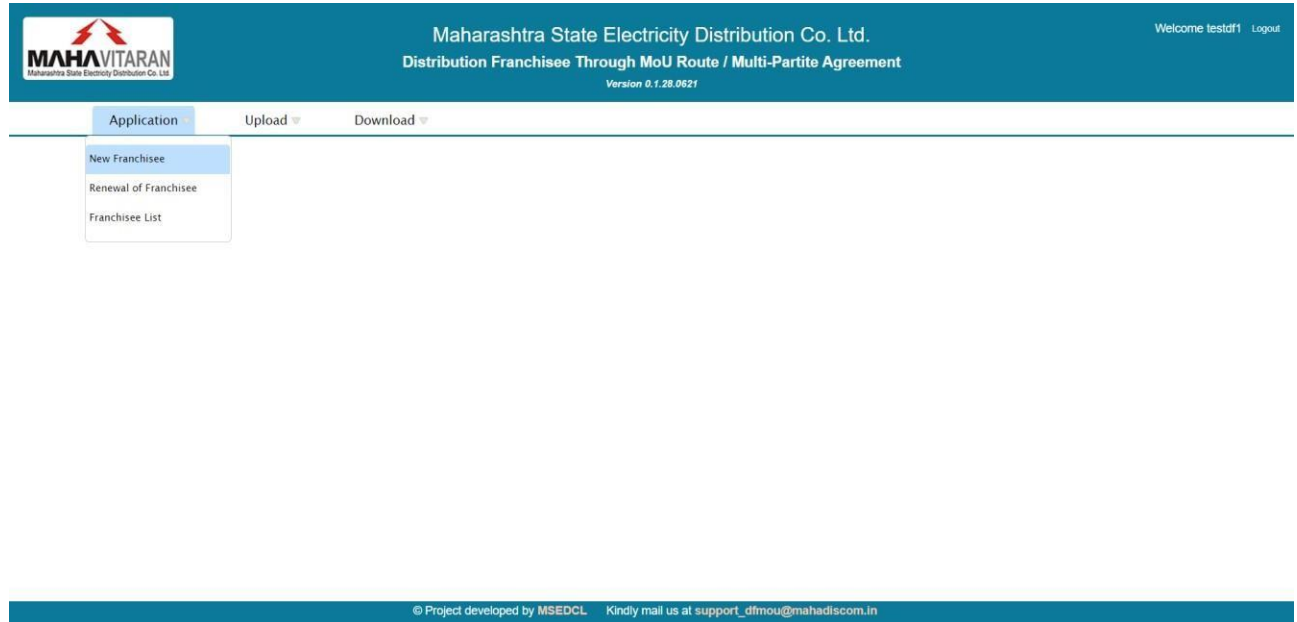 MAHAVITARAN
Maharashtra State Electricity Distribution Co. Ltd.
Maharashtra State Electricity Distribution Co. Ltd.
Distribution Franchisee Through MoU Route / Multi-Partite Agreement
Version 0.1.28.0621
Welcome testdf1 Logout
Application Upload Download
New Franchisee
Renewal of Franchisee
Franchisee List
© Project developed by MSEDCL Kindly mail us at support_dfmou@mahadiscom.in